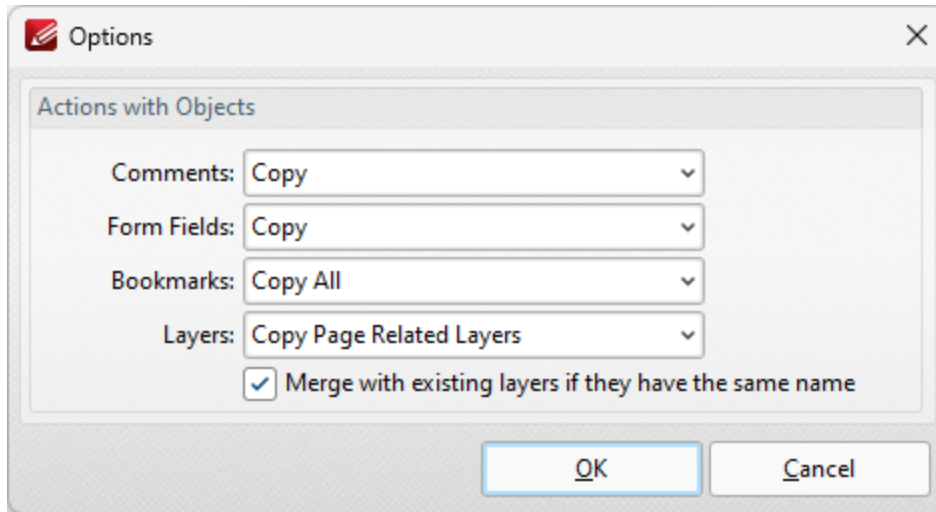 Options
Actions with Objects
Comments: Copy
Form Fields: Copy
Bookmarks: Copy All
Layers: Copy Page Related Layers
Merge with existing layers if they have the same name
OK Cancel